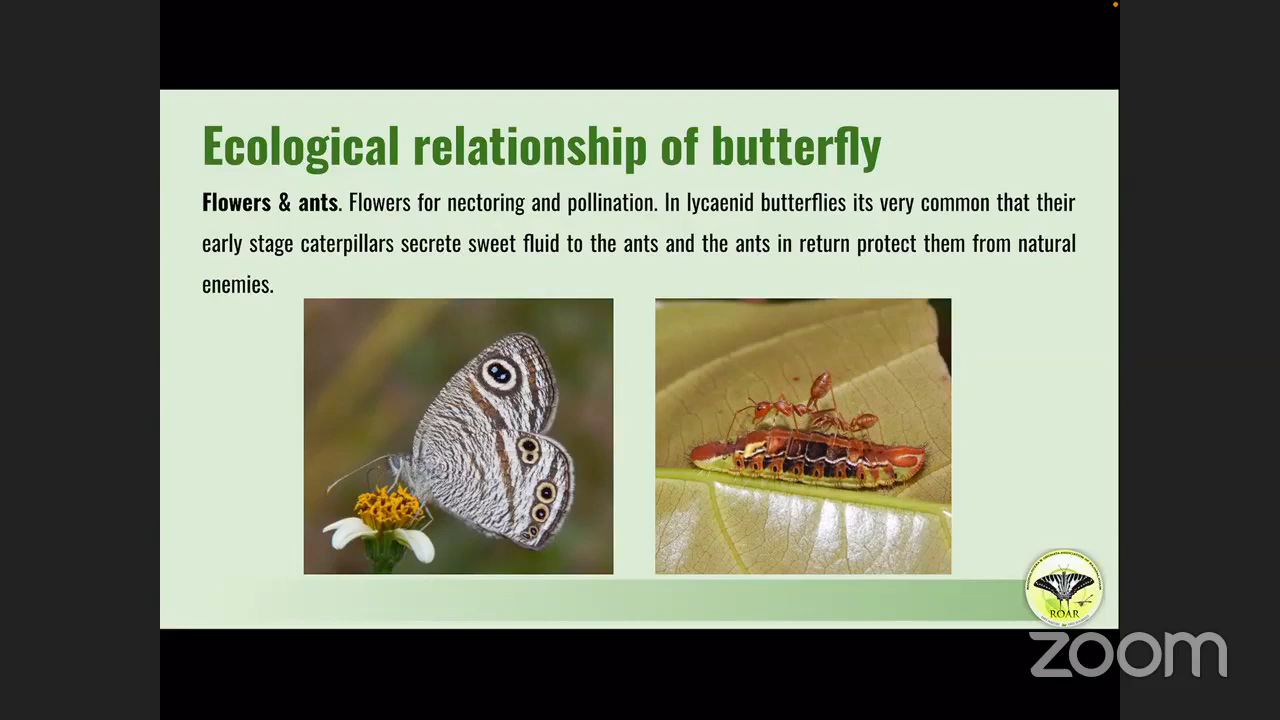 Ecological relationship of butterfly
Flowers & ants. Flowers for nectoring and pollination. In lycaenid butterflies its very common that their
early stage caterpillars secrete sweet fluid to the ants and the ants in return protect them from natural
enemies.
ROAR
zoom